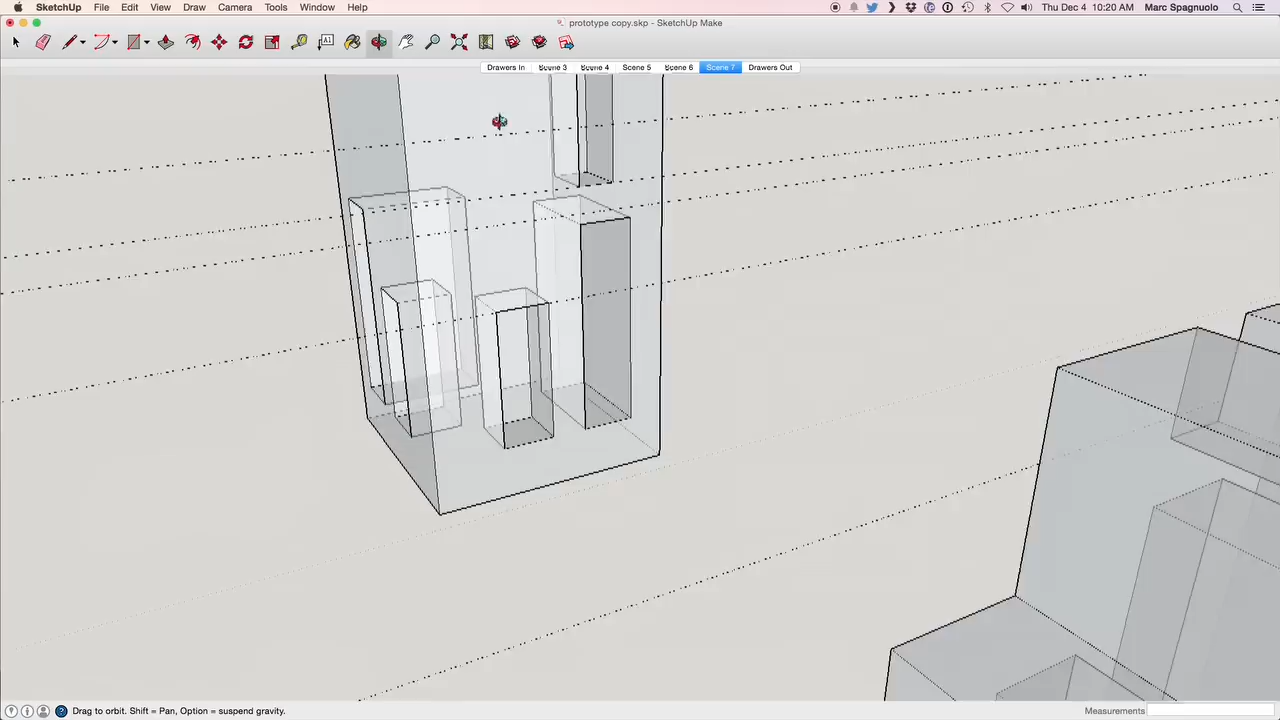 SketchUp File Edit View Draw Camera Tools Window Help Thu Dec 4 10:20 AM Marc Spagnuolo
prototype copy.skp - SketchUp Make
Drawers In Scene 3 Scene 4 Scene 5 Scene 6 Scene 7 Drawers Out
Drag to orbit. Shift = Pan, Option = suspend gravity. Measurements